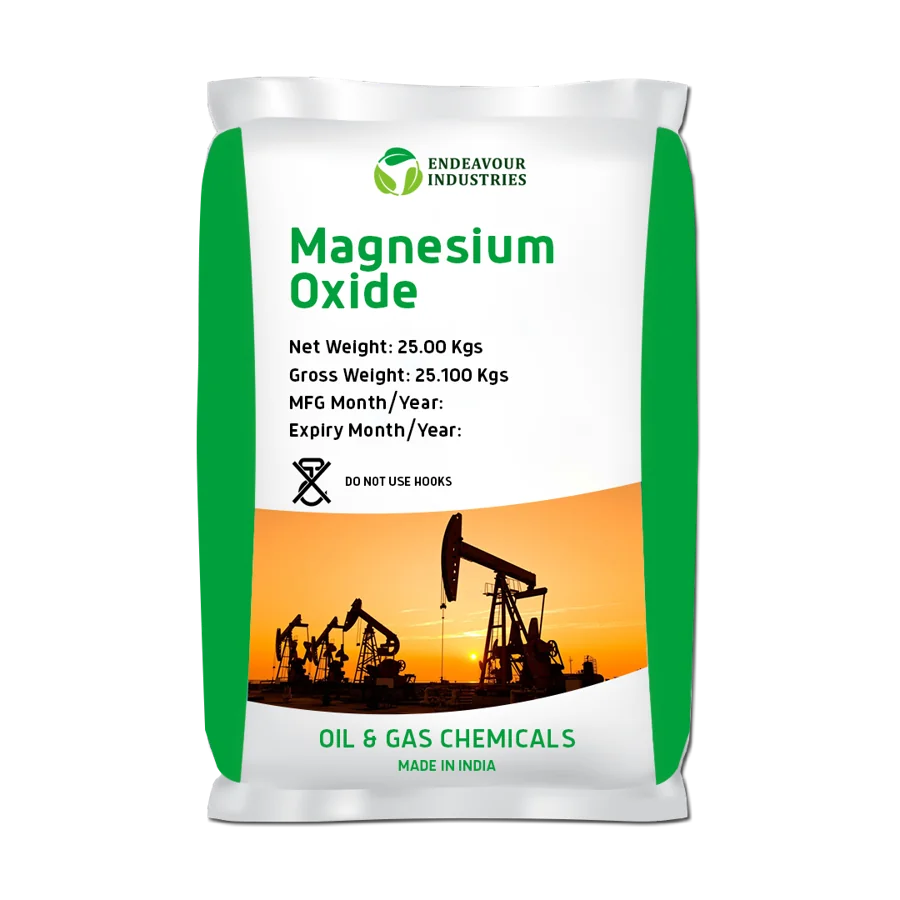 ENDEAVOUR
INDUSTRIES
Magnesium
Oxide
Net Weight: 25.00 Kgs
Gross Weight: 25.100 Kgs
MFG Month/Year:
Expiry Month/Year:
DO NOT USE HOOKS
OIL & GAS CHEMICALS
MADE IN INDIA